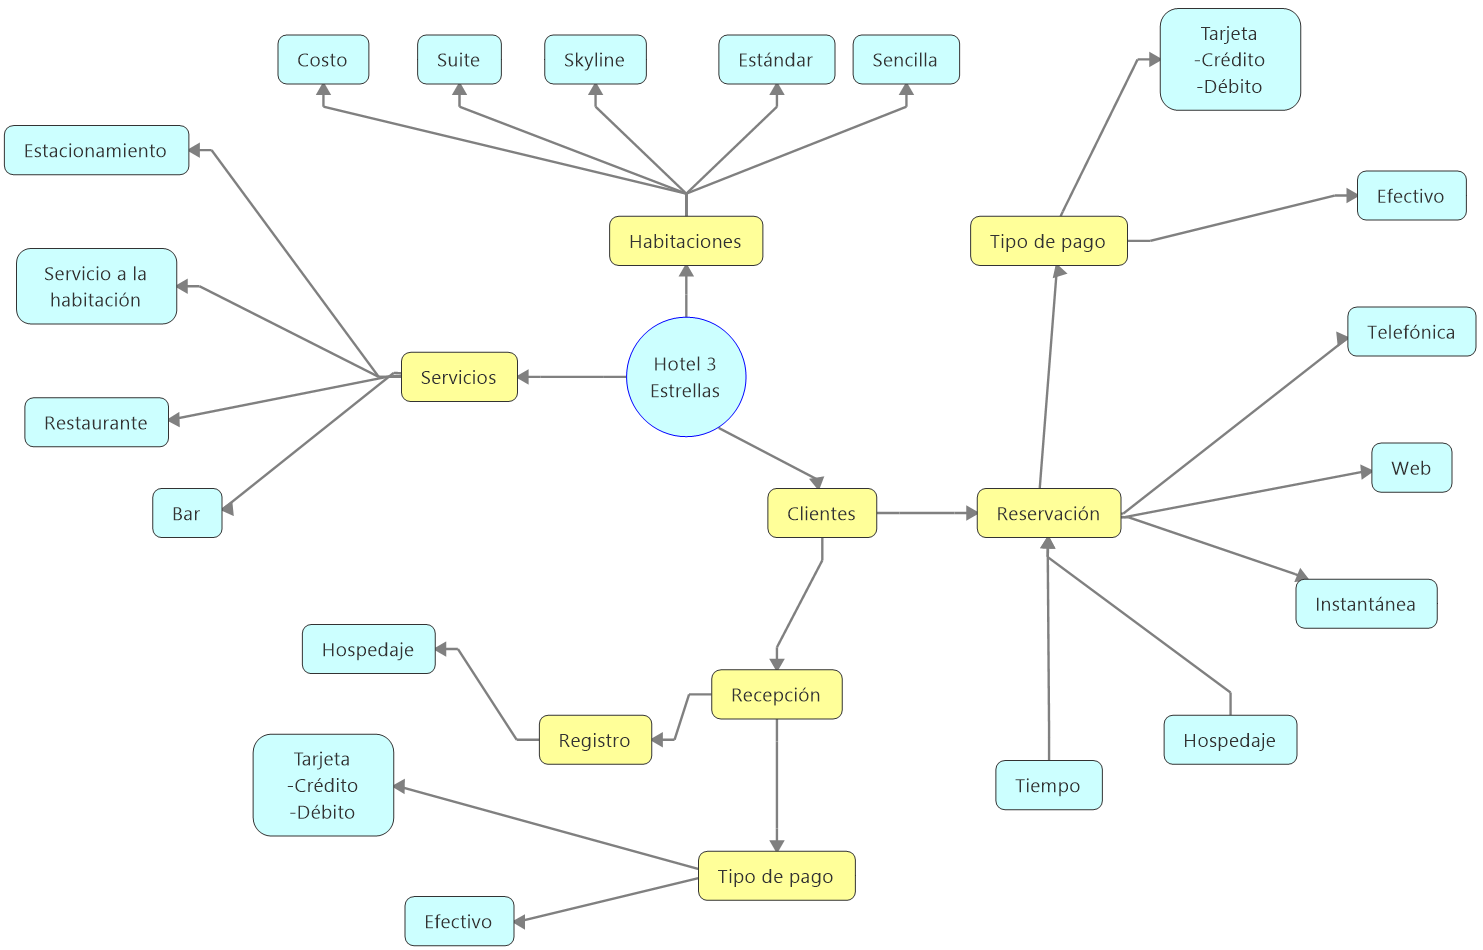 Tarjeta
-Crédito
-Débito
Costo
Suite
Skyline
Estándar
Sencilla
Estacionamiento
Efectivo
Habitaciones
Tipo de pago
Servicio a la
habitación
Telefónica
Hotel 3
Estrellas
Servicios
Restaurante
Web
Bar
Clientes
Reservación
Instantánea
Hospedaje
Recepción
Registro
Hospedaje
Tarjeta
-Crédito
-Débito
Tiempo
Tipo de pago
Efectivo